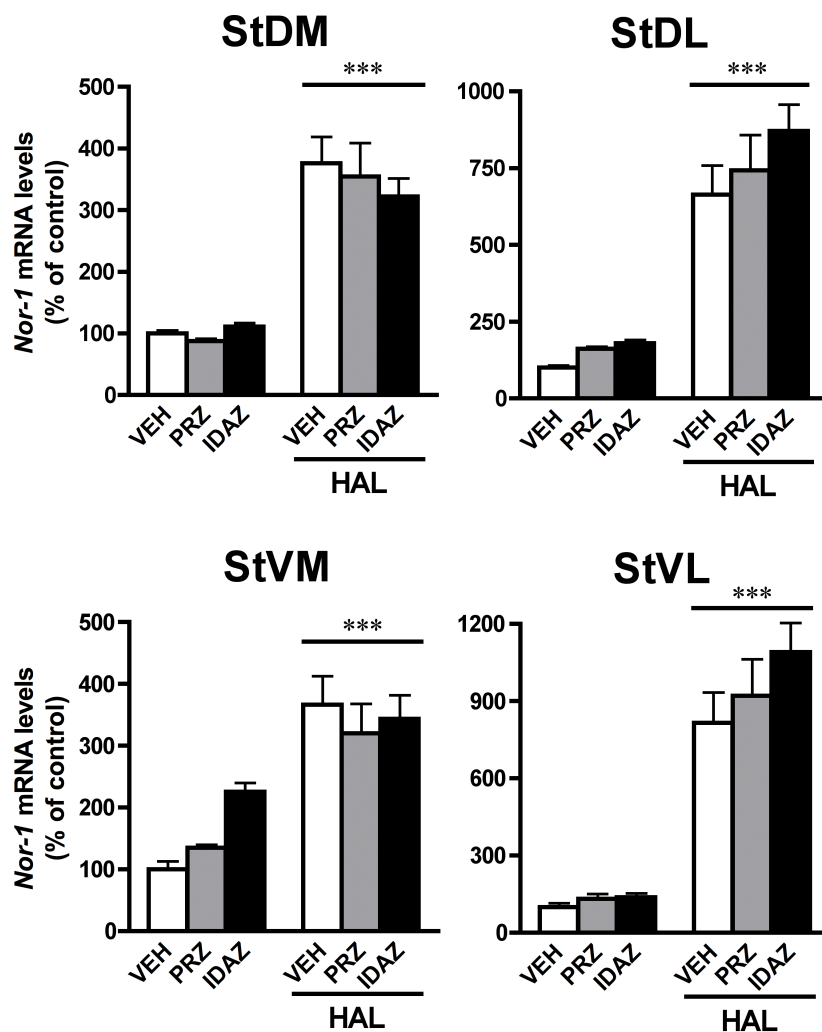 StDM
StDL
***
***
500
400
300
200
100
0
Nor-1 mRNA levels
(% of control)
1000
750
500
250
0
VEH
PRZ
IDAZ
VEH
PRZ
IDAZ
HAL
VEH
PRZ
IDAZ
VEH
PRZ
IDAZ
HAL
StVM
StVL
***
***
500
400
300
200
100
0
Nor-1 mRNA levels
(% of control)
1200
900
600
300
0
VEH
PRZ
IDAZ
VEH
PRZ
IDAZ
HAL
VEH
PRZ
IDAZ
VEH
PRZ
IDAZ
HAL